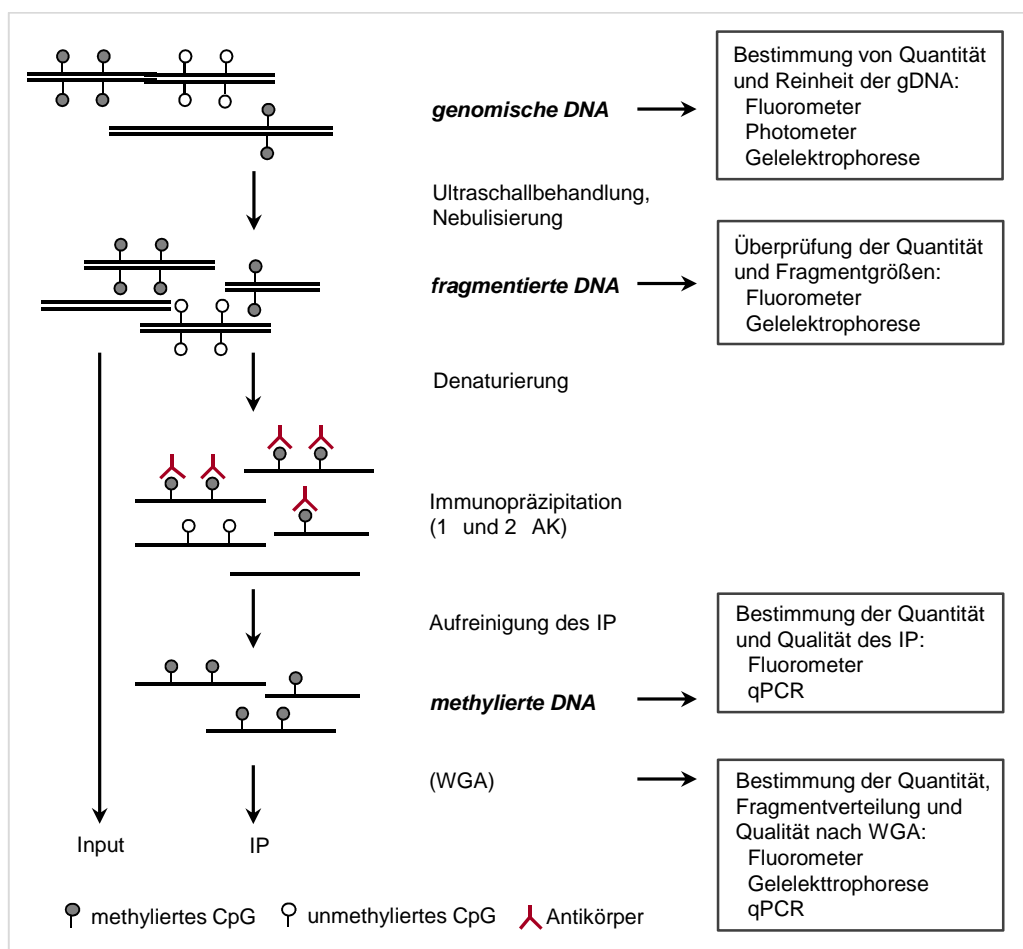 genomische DNA
Bestimmung von Quantität
und Reinheit der gDNA:
Fluorometer
Photometer
Gelelektrophorese
Ultraschallbehandlung,
Nebulisierung
fragmentierte DNA
Überprüfung der Quantität
und Fragmentgrößen:
Fluorometer
Gelelektrophorese
Denaturierung
Immunopräzipitation
(1 und 2 AK)
Aufreinigung des IP
methylierte DNA
Bestimmung der Quantität
und Qualität des IP:
Fluorometer
qPCR
(WGA)
Bestimmung der Quantität,
Fragmentverteilung und
Qualität nach WGA:
Fluorometer
Gelelekttrophorese
qPCR
Input IP
methyliertes CpG unmethyliertes CpG Antikörper